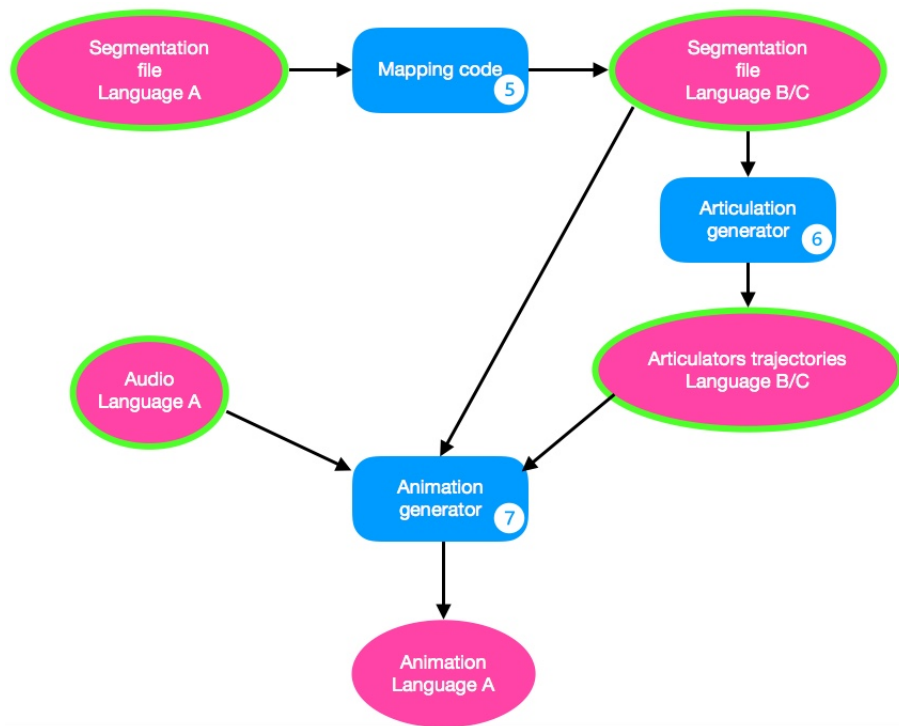 Segmentation
file
Language A
Mapping code
5
Segmentation
file
Language B/C
Articulation
generator
6
Audio
Language A
Articulators trajectories
Language B/C
Animation
generator
7
Animation
Language A